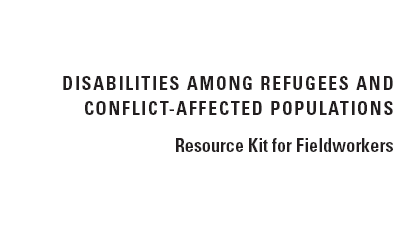 DISABILITIES AMONG REFUGEES AND
CONFLICT-AFFECTED POPULATIONS
Resource Kit for Fieldworkers